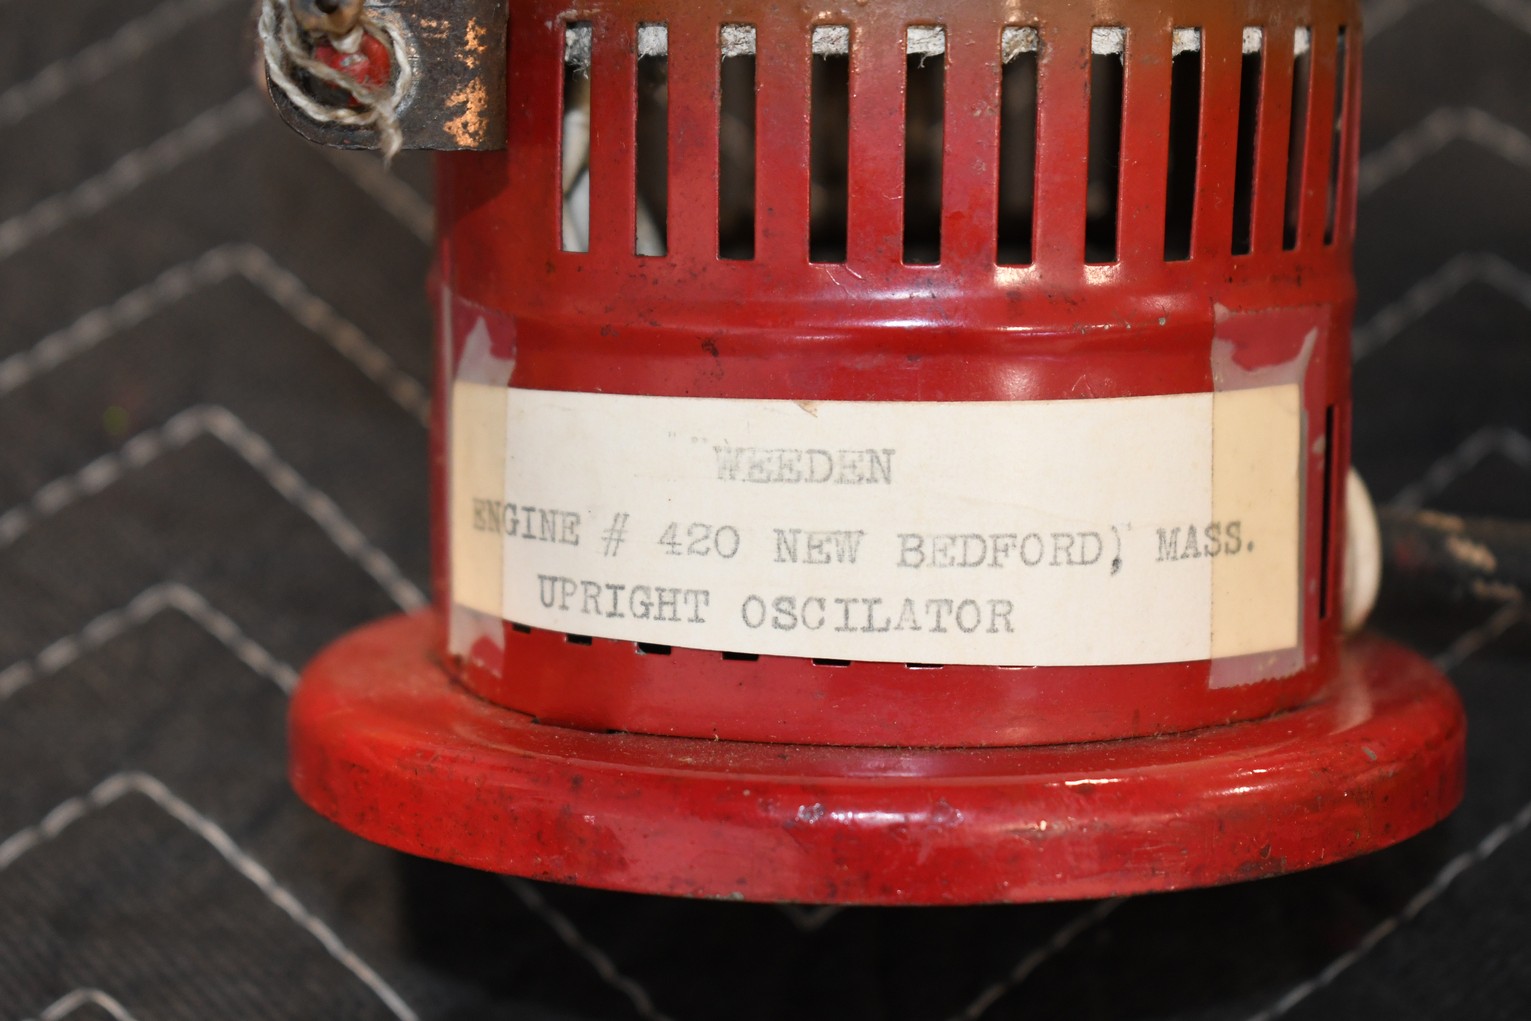 WEEDEN
ENGINE # 420 NEW BEDFORD, MASS.
UPRIGHT OSCILATOR